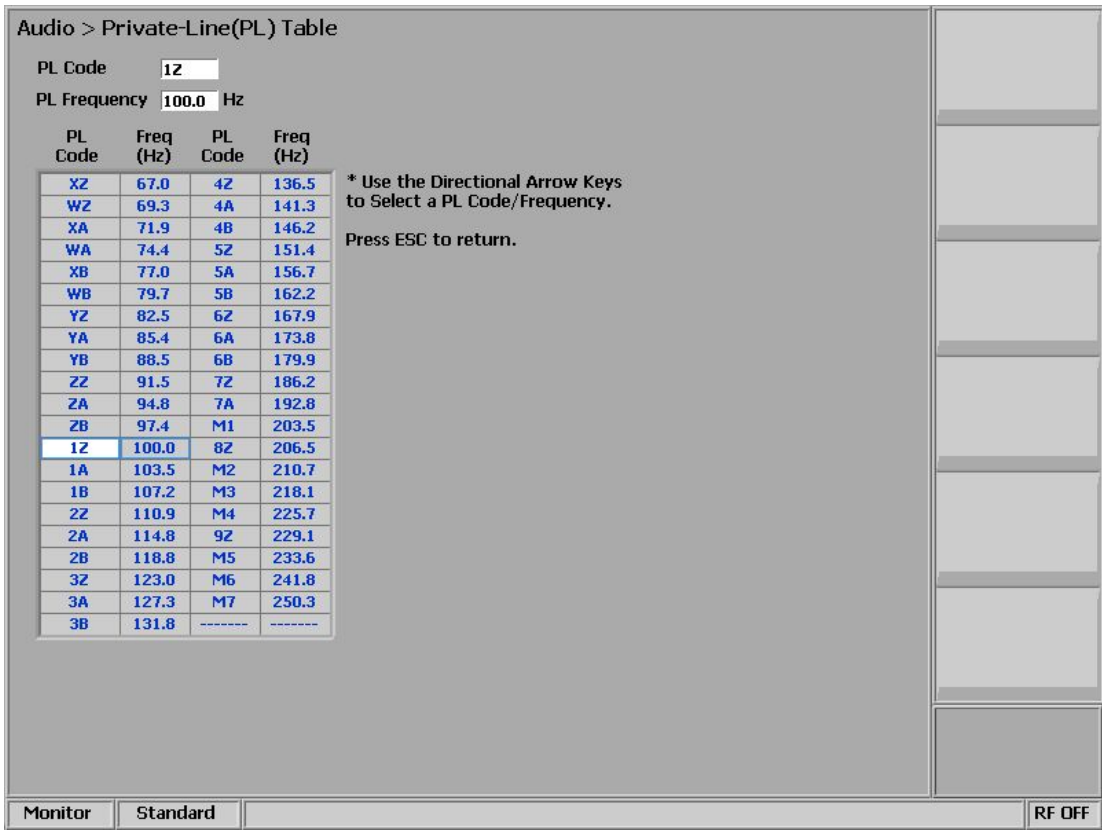 Audio > Private-Line(PL) Table
PL Code 1Z
PL Frequency 100.0 Hz
PL Code Freq (Hz) PL Code Freq (Hz)
XZ 67.0 4Z 136.5
WZ 69.3 4A 141.3
XA 71.9 4B 146.2
WA 74.4 5Z 151.4
XB 77.0 5A 156.7
WB 79.7 5B 162.2
YZ 82.5 6Z 167.9
YA 85.4 6A 173.8
YB 88.5 6B 179.9
ZZ 91.5 7Z 186.2
ZA 94.8 7A 192.8
ZB 97.4 M1 203.5
1Z 100.0 8Z 206.5
1A 103.5 M2 210.7
1B 107.2 M3 218.1
2Z 110.9 M4 225.7
2A 114.8 9Z 229.1
2B 118.8 M5 233.6
3Z 123.0 M6 241.8
3A 127.3 M7 250.3
3B 131.8 ------- -------
* Use the Directional Arrow Keys
to Select a PL Code/Frequency.
Press ESC to return.
Monitor Standard RF OFF